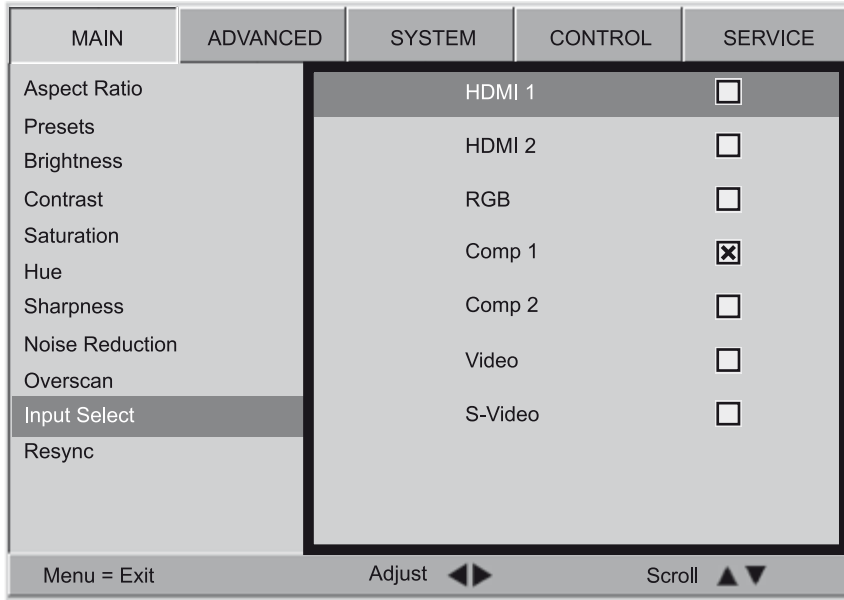 MAIN ADVANCED SYSTEM CONTROL SERVICE
Aspect Ratio
Presets
Brightness
Contrast
Saturation
Hue
Sharpness
Noise Reduction
Overscan
Input Select
Resync
HDMI 1
HDMI 2
RGB
Comp 1
Comp 2
Video
S-Video
Menu = Exit Adjust Scroll